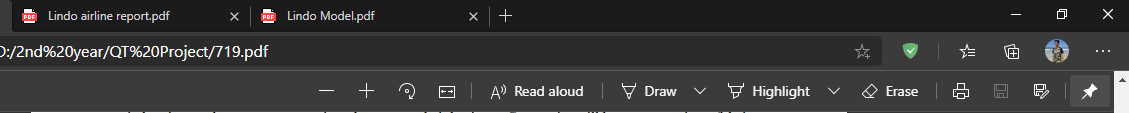 Lindo airline report.pdf
Lindo Model.pdf
D:/2nd%20year/QT%20Project/719.pdf
Read aloud
Draw
Highlight
Erase